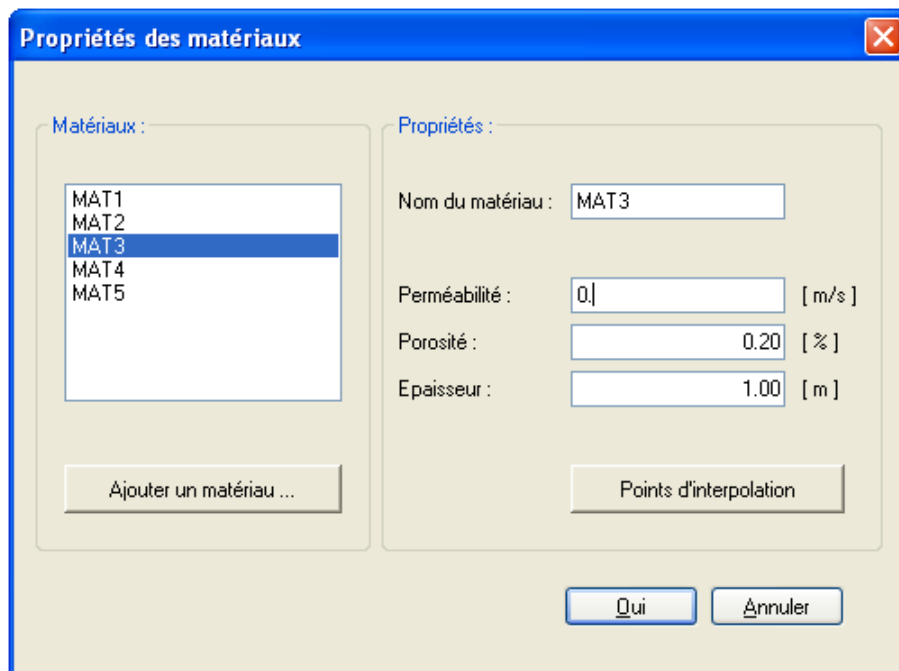 Propriétés des matériaux
Matériaux :
MAT1
MAT2
MAT3
MAT4
MAT5
Ajouter un matériau ...
Propriétés :
Nom du matériau : MAT3
Perméabilité : 0. [ m/s ]
Porosité : 0.20 [ % ]
Epaisseur : 1.00 [ m ]
Points d'interpolation
Oui Annuler